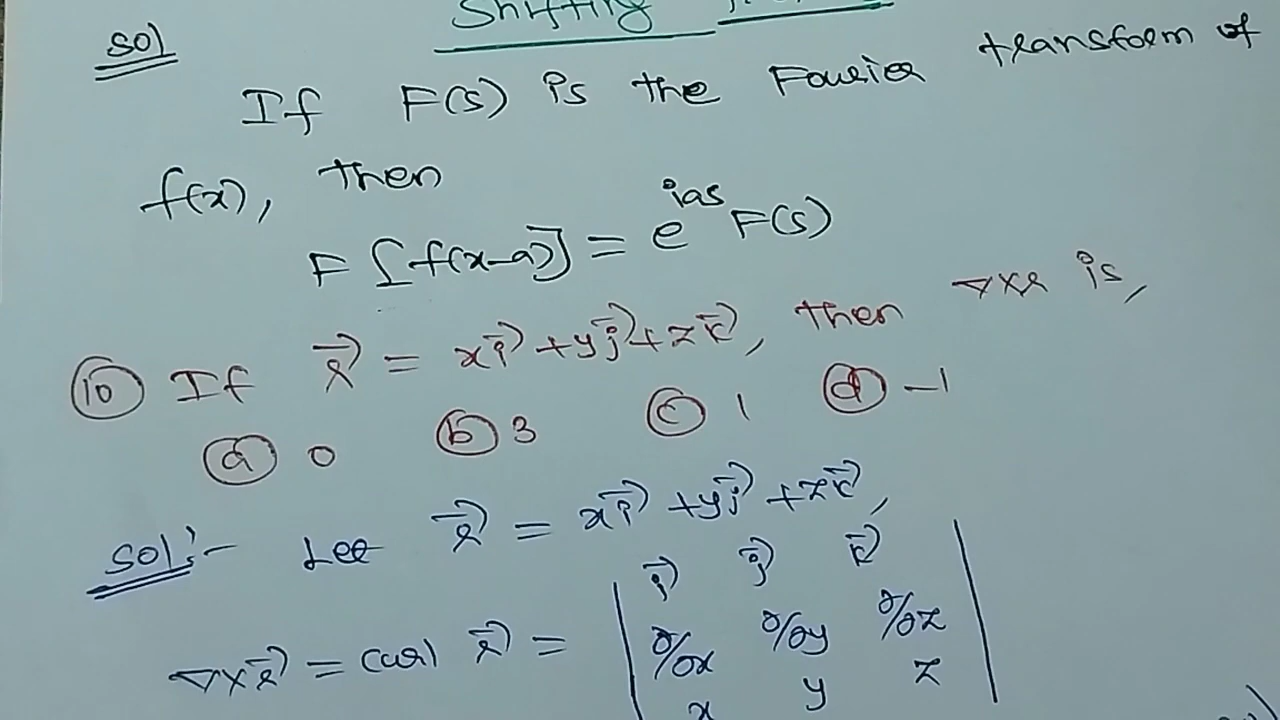 Shifting
Sol
If F(s) is the Fourier transform of
f(x), then
F[f(x-a)] = e^{ias} F(s)
(10) If r⃗ = xi⃗ + yj⃗ + zk⃗, then ∇×r is,
(a) 0 (b) 3 (c) 1 (d) -1
Sol:- Let r⃗ = xi⃗ + yj⃗ + zk⃗,
∇×r⃗ = curl r⃗ = | i⃗ j⃗ k⃗
∂/∂x ∂/∂y ∂/∂z
x y z |